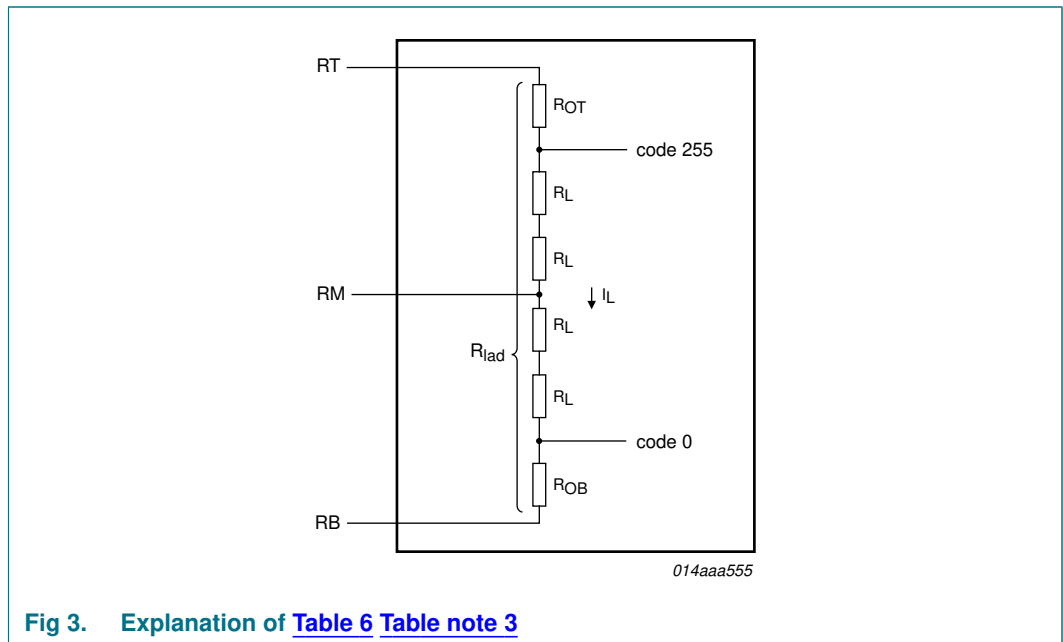 RT
ROT
code 255
RL
RL
RM
IL
RL
Rlad
RL
code 0
ROB
RB
014aaa555
Fig 3. Explanation of Table 6 Table note 3